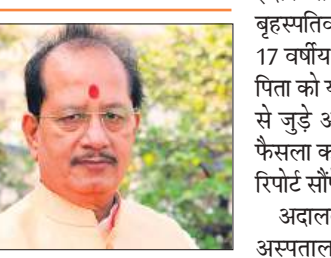 बृहस्पतिव
17 वर्षीय
पिता को य
से जुड़े अ
फैसला क
रिपोर्ट सौंप
अदाल
अस्पताल